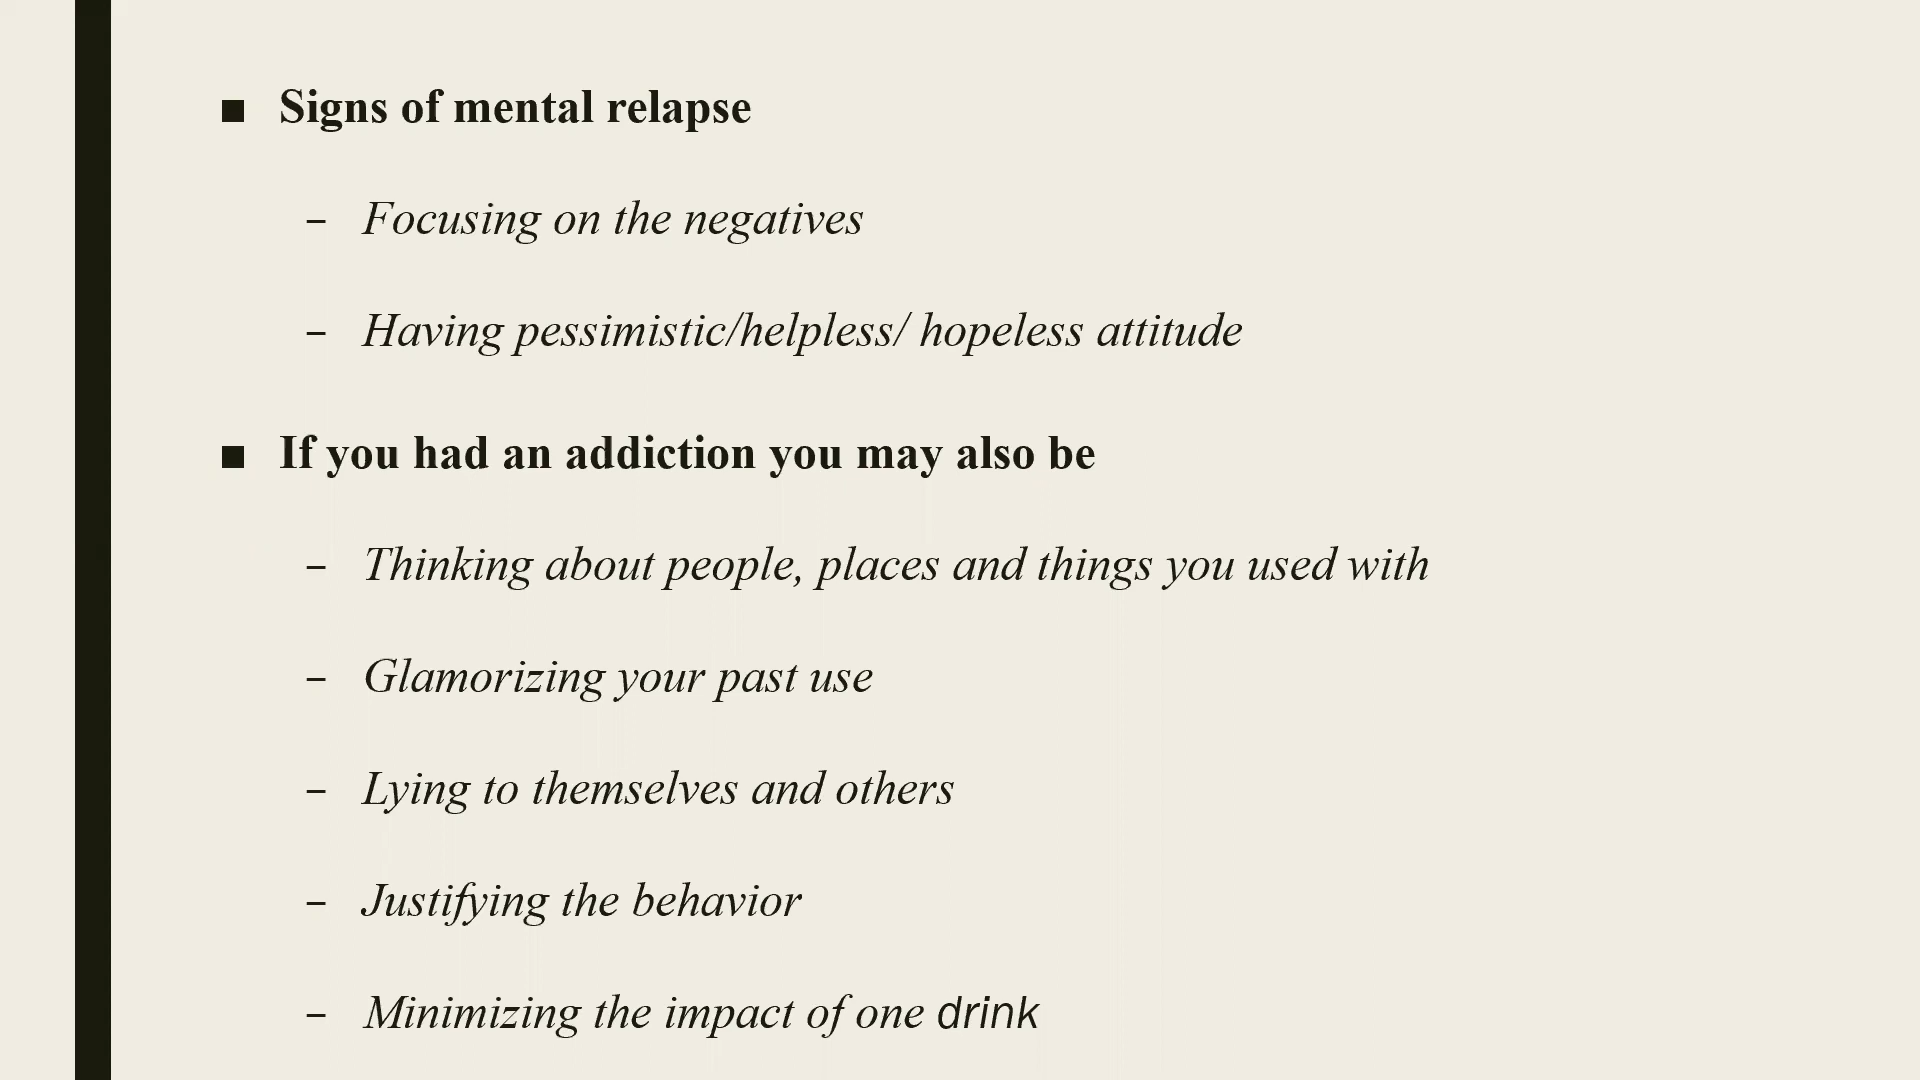 ■ Signs of mental relapse
– Focusing on the negatives
– Having pessimistic/helpless/ hopeless attitude
■ If you had an addiction you may also be
– Thinking about people, places and things you used with
– Glamorizing your past use
– Lying to themselves and others
– Justifying the behavior
– Minimizing the impact of one drink